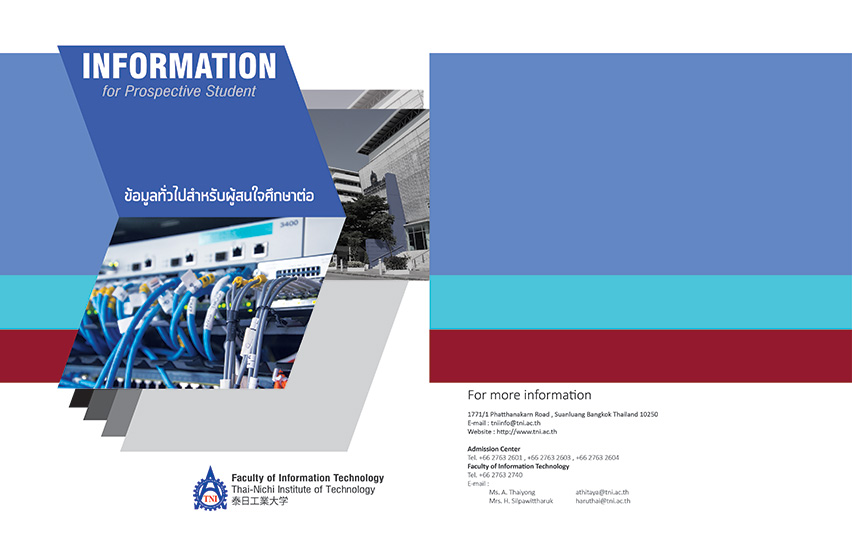 INFORMATION
for Prospective Student
ข้อมูลทั่วไปสำหรับผู้สนใจศึกษาต่อ
3400
TNI
Faculty of Information Technology
Thai-Nichi Institute of Technology
泰日工業大学
For more information
1771/1 Phatthanakarn Road , Suanluang Bangkok Thailand 10250
E-mail : tniinfo@tni.ac.th
Website : http://www.tni.ac.th
Admission Center
Tel. +66 2763 2601 , +66 2763 2603 , +66 2763 2604
Faculty of Information Technology
Tel. +66 2763 2740
E-mail :
Ms. A. Thaiyong athitaya@tni.ac.th
Mrs. H. Silpawittharuk haruthai@tni.ac.th